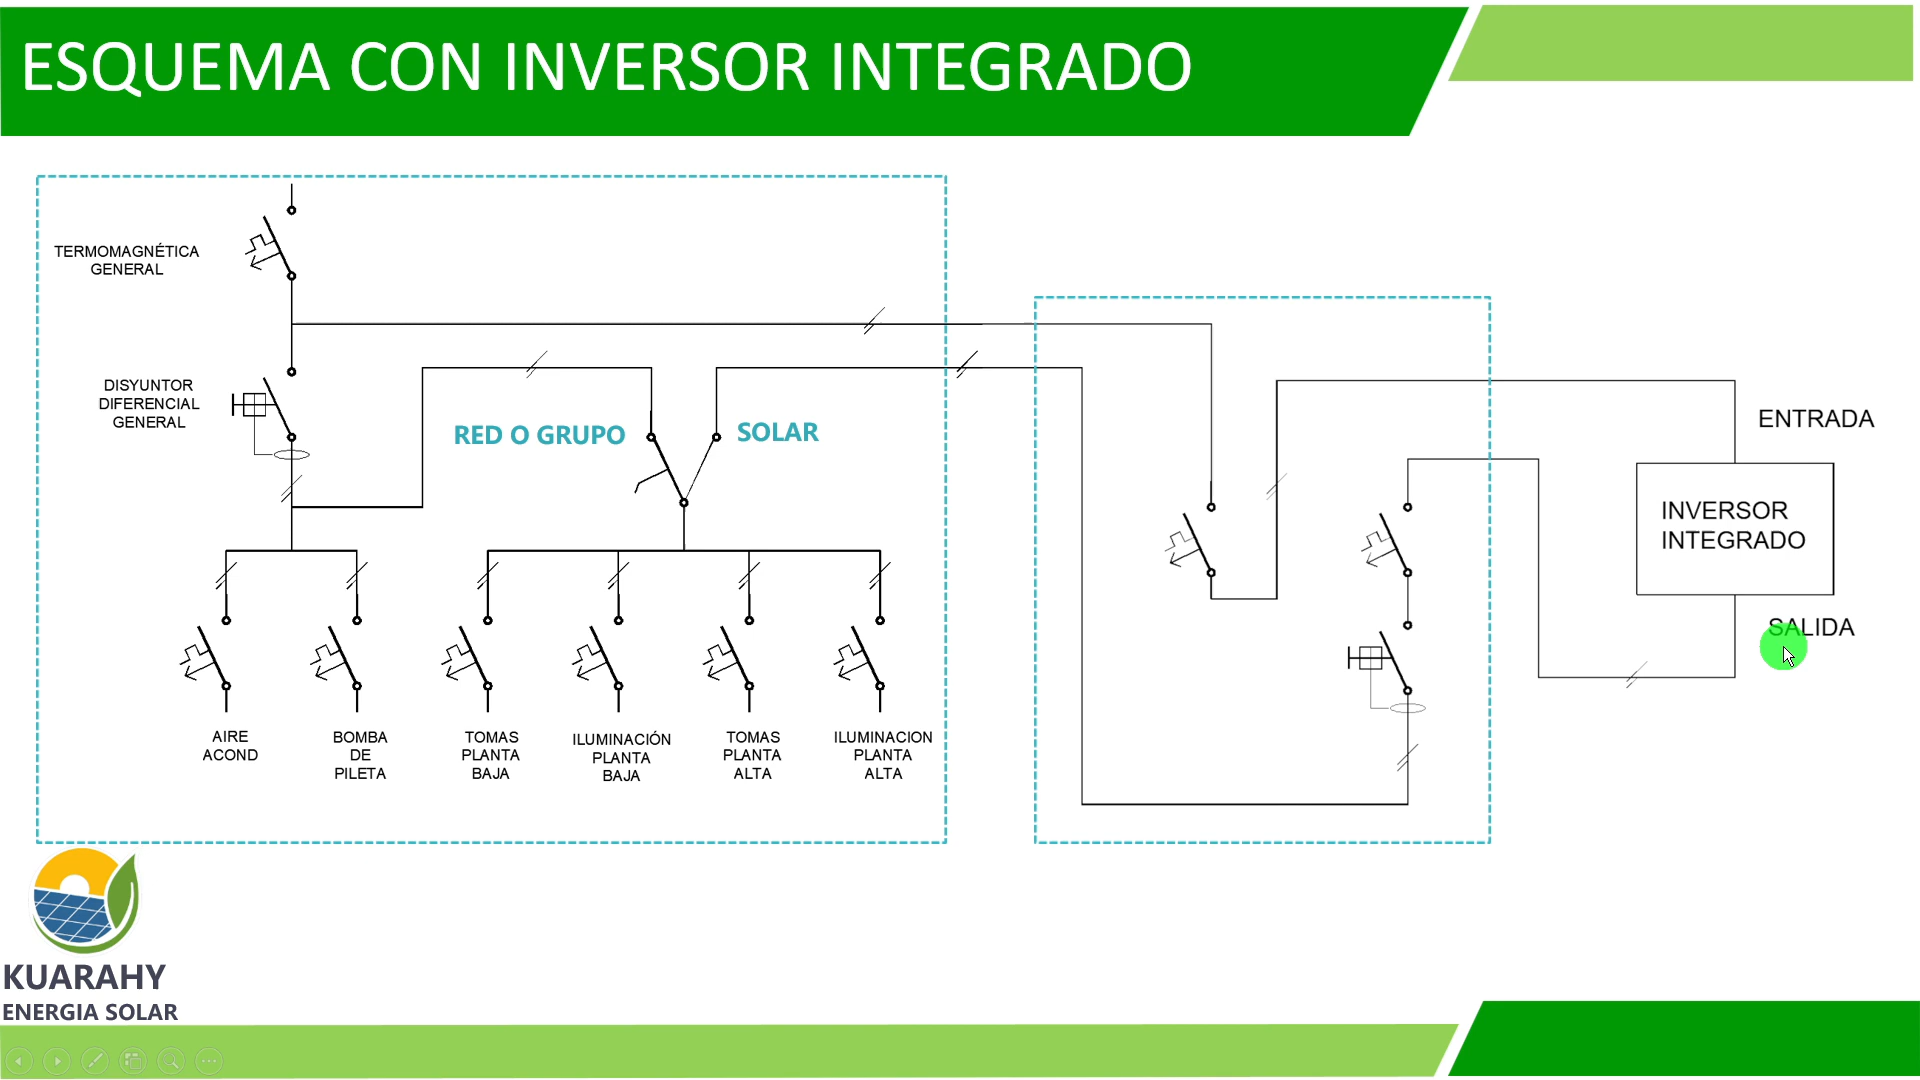 ESQUEMA CON INVERSOR INTEGRADO
TERMOMAGNÉTICA
GENERAL
DISYUNTOR
DIFERENCIAL
GENERAL
RED O GRUPO
SOLAR
ENTRADA
INVERSOR
INTEGRADO
SALIDA
AIRE
ACOND
BOMBA
DE
PILETA
TOMAS
PLANTA
BAJA
ILUMINACIÓN
PLANTA
BAJA
TOMAS
PLANTA
ALTA
ILUMINACION
PLANTA
ALTA
KUARAHY
ENERGIA SOLAR